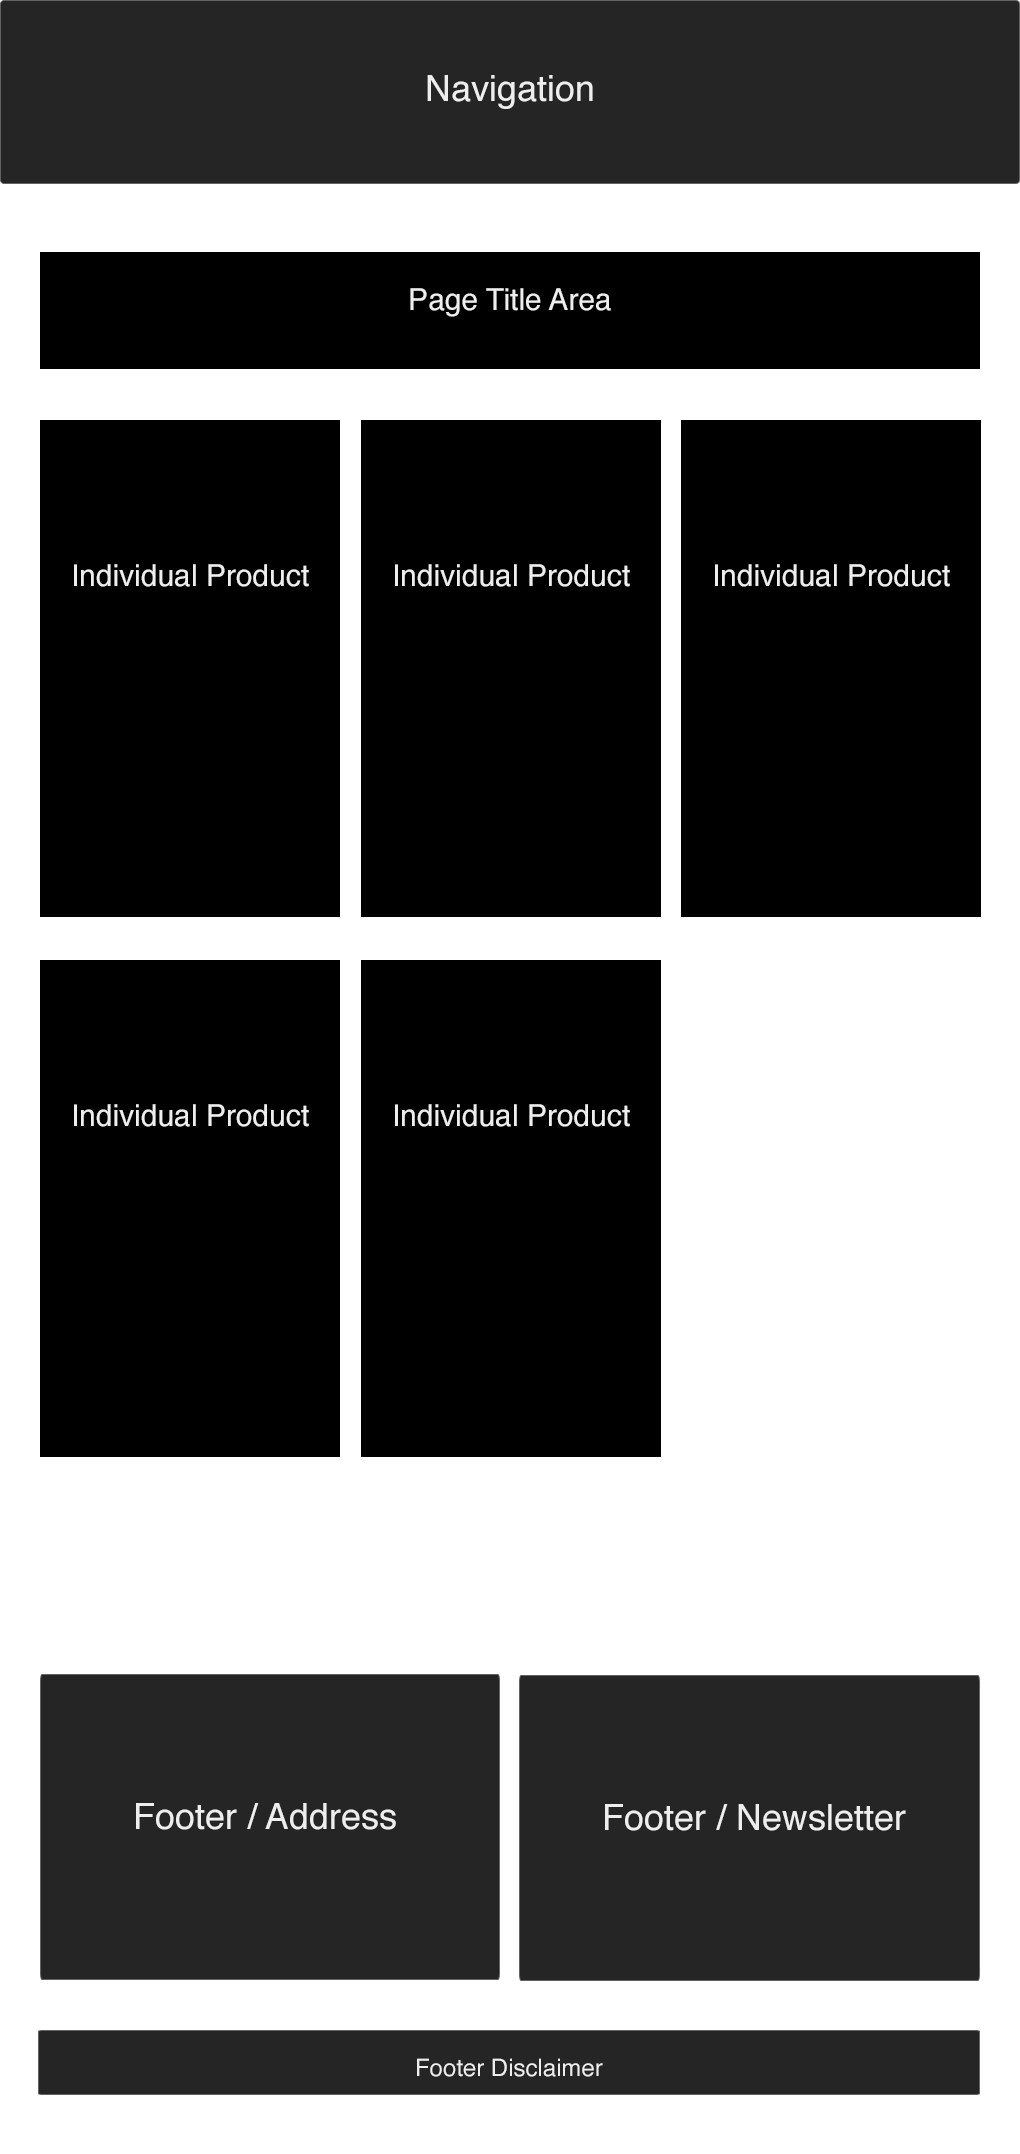 Navigation
Page Title Area
Individual Product
Individual Product
Individual Product
Individual Product
Individual Product
Footer / Address
Footer / Newsletter
Footer Disclaimer